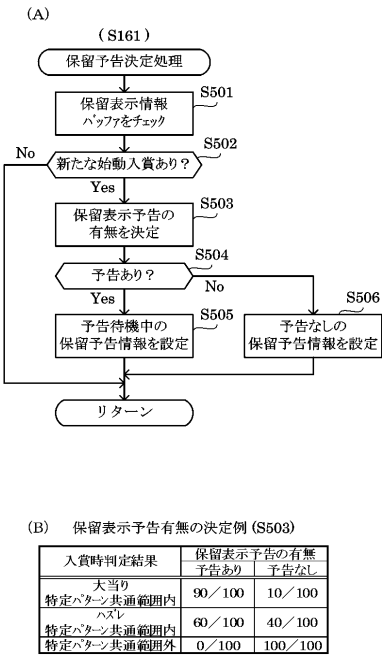 (A)
(S161)
保留予告決定処理
S501
保留表示情報
バッファをチェック
S502
新たな始動入賞あり?
No
Yes
S503
保留表示予告の
有無を決定
S504
予告あり?
No
Yes
S505
予告待機中の
保留予告情報を設定
S506
予告なしの
保留予告情報を設定
リターン
(B) 保留表示予告有無の決定例(S503)
入賞時判定結果 保留表示予告の有無
予告あり 予告なし
大当り
特定パターン共通範囲内 90/100 10/100
ハズレ
特定パターン共通範囲内 60/100 40/100
特定パターン共通範囲外 0/100 100/100